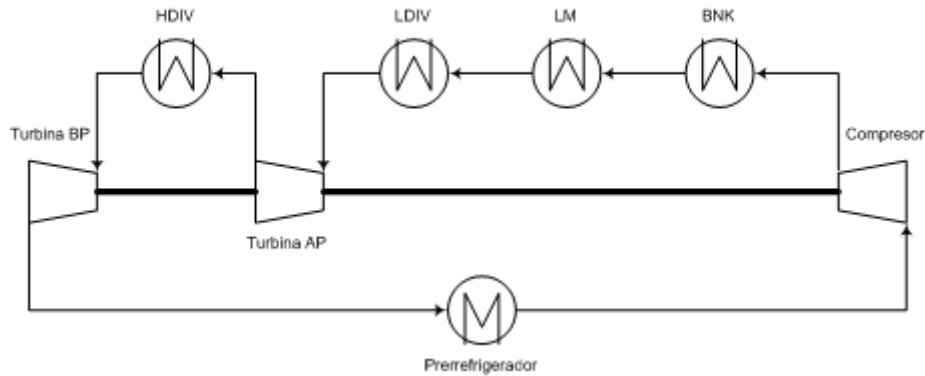 HDIV
LDIV
LM
BNK
Turbina BP
Compresor
Turbina AP
Prerrefrigerador